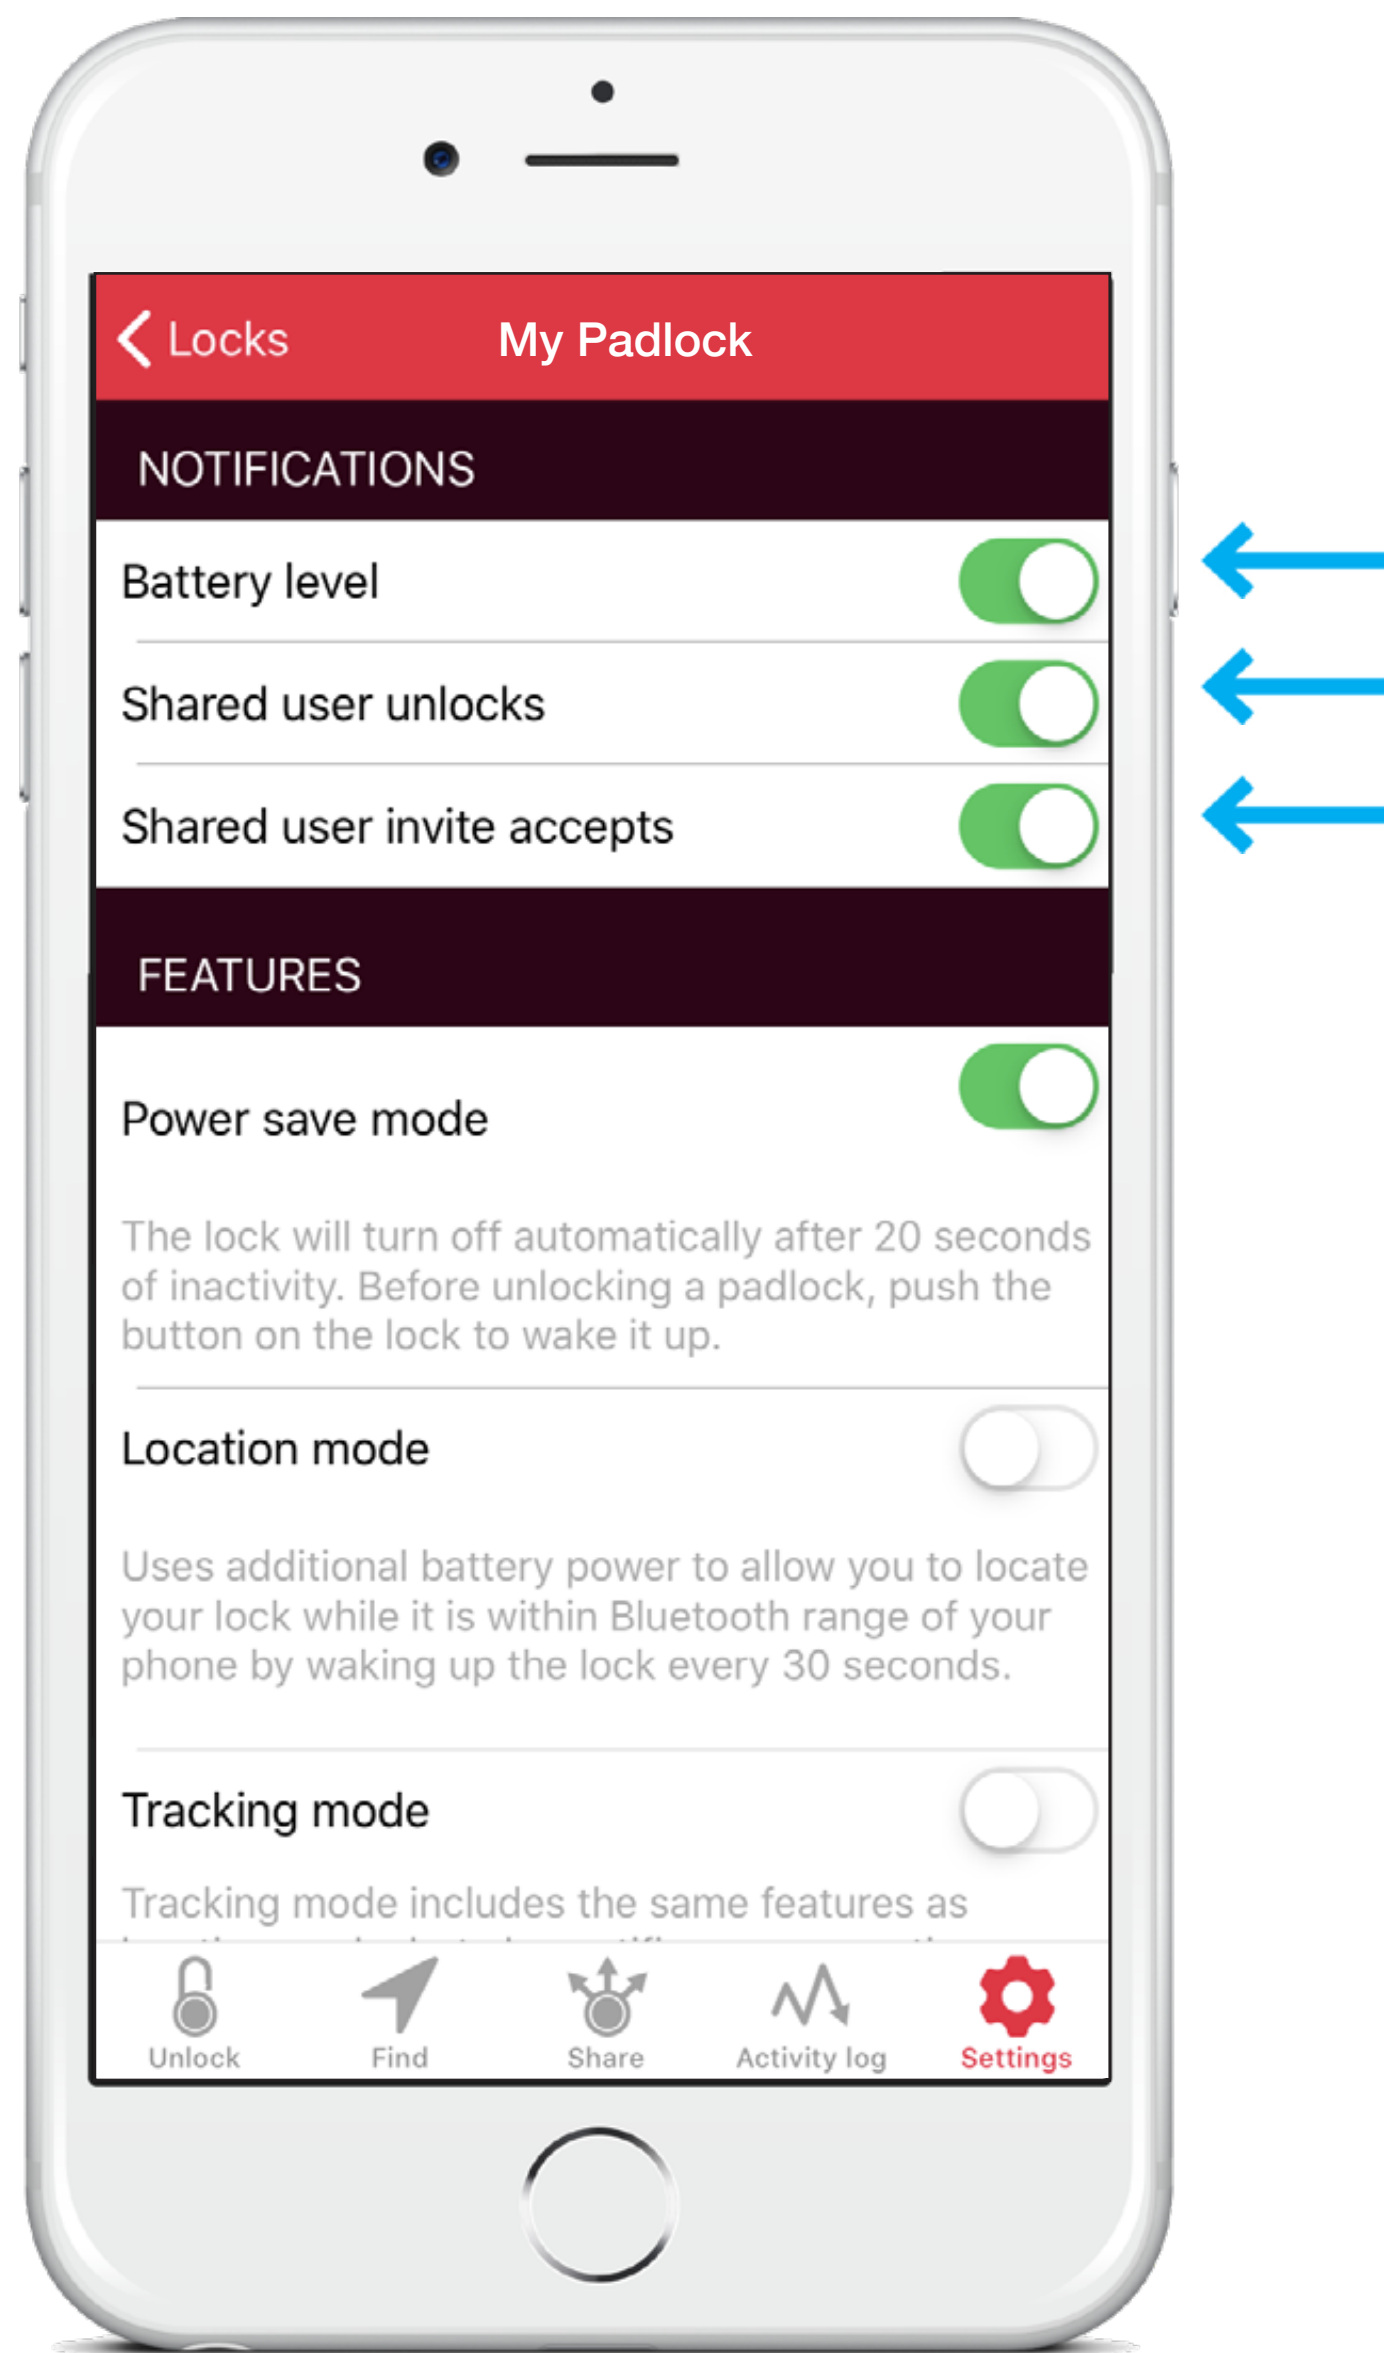 Locks My Padlock
NOTIFICATIONS
Battery level
Shared user unlocks
Shared user invite accepts
FEATURES
Power save mode
The lock will turn off automatically after 20 seconds
of inactivity. Before unlocking a padlock, push the
button on the lock to wake it up.
Location mode
Uses additional battery power to allow you to locate
your lock while it is within Bluetooth range of your
phone by waking up the lock every 30 seconds.
Tracking mode
Tracking mode includes the same features as
Unlock Find Share Activity log Settings